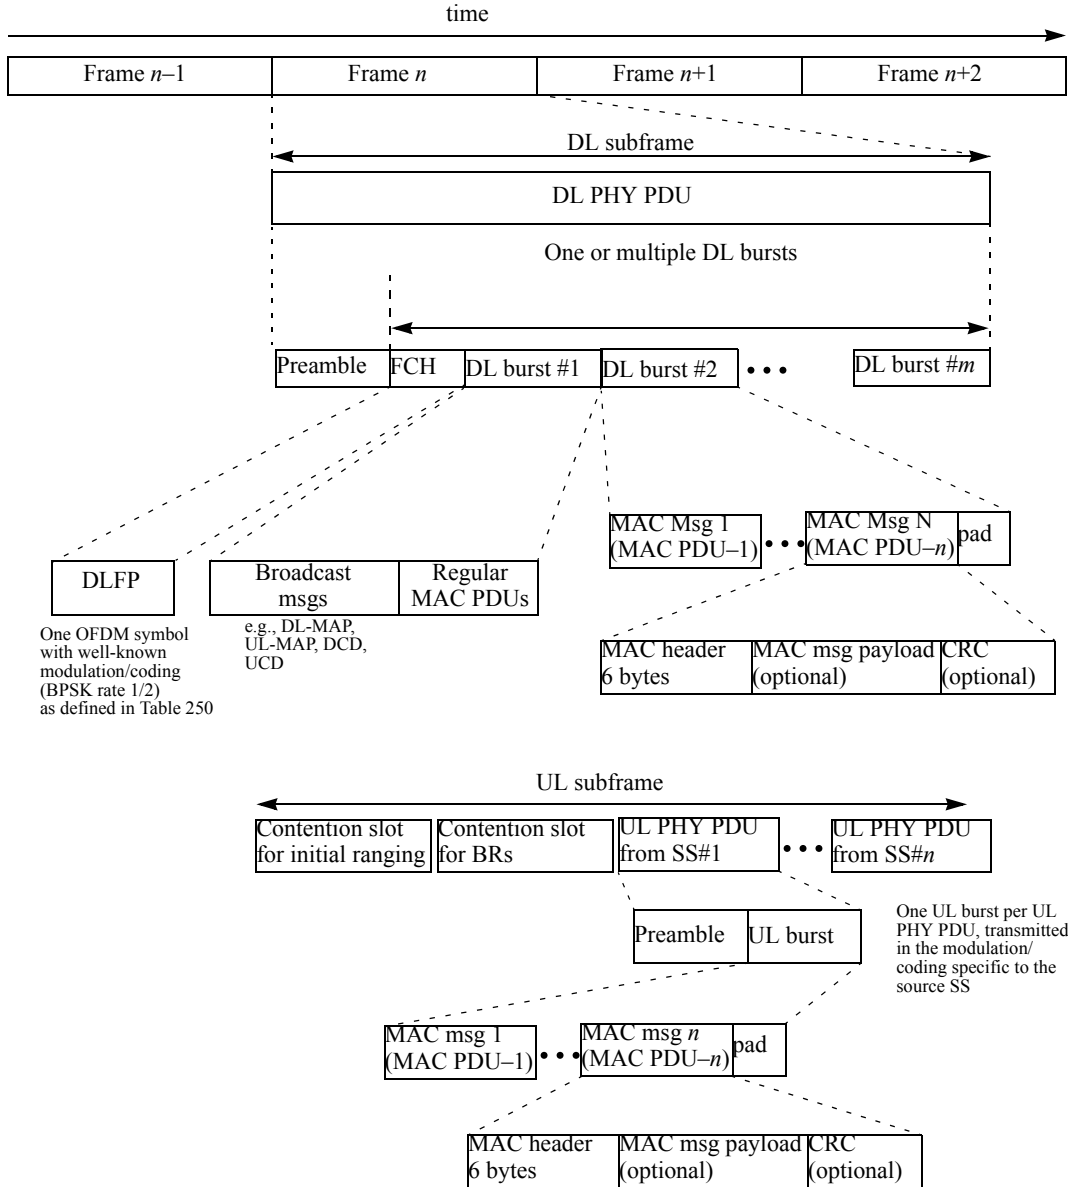 time
Frame n–1 Frame n Frame n+1 Frame n+2
DL subframe
DL PHY PDU
One or multiple DL bursts
Preamble FCH DL burst #1 DL burst #2 ••• DL burst #m
MAC Msg 1 MAC Msg N
(MAC PDU–1) ••• (MAC PDU–n) pad
DLFP
Broadcast
msgs
Regular
MAC PDUs
One OFDM symbol
with well-known
modulation/coding
(BPSK rate 1/2)
as defined in Table 250
e.g., DL-MAP,
UL-MAP, DCD,
UCD
MAC header
6 bytes
MAC msg payload
(optional)
CRC
(optional)
UL subframe
Contention slot
for initial ranging
Contention slot
for BRs
UL PHY PDU
from SS#1
•••
UL PHY PDU
from SS#n
Preamble UL burst
One UL burst per UL
PHY PDU, transmitted
in the modulation/
coding specific to the
source SS
MAC msg 1
(MAC PDU–1)
•••
MAC msg n
(MAC PDU–n)
pad
MAC header
6 bytes
MAC msg payload
(optional)
CRC
(optional)